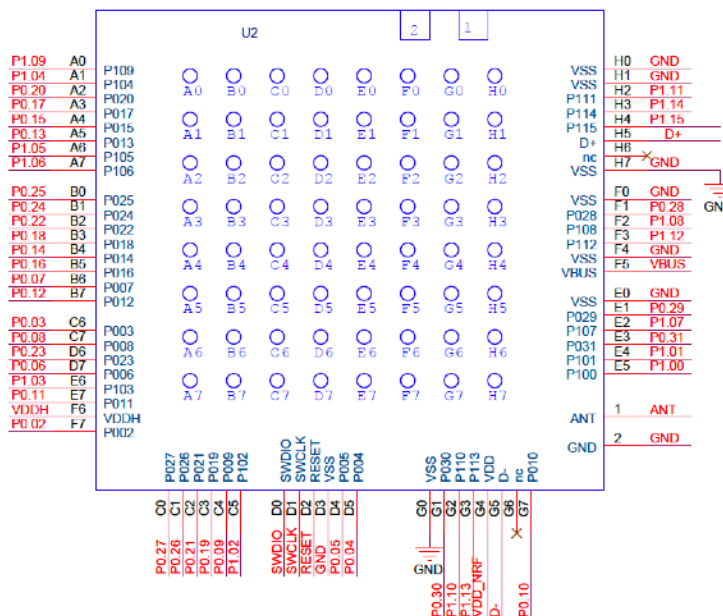 U2
2 1
P1.09 A0 P109
P1.04 A1 P104
P0.20 A2 P020
P0.17 A3 P017
P0.15 A4 P015
P0.13 A5 P013
P1.05 A6 P105
P1.06 A7 P106
P0.25 B0 P025
P0.24 B1 P024
P0.22 B2 P022
P0.18 B3 P018
P0.14 B4 P014
P0.16 B5 P016
P0.07 B6 P007
P0.12 B7 P012
P0.03 C6 P003
P0.08 C7 P008
P0.23 D6 P023
P0.06 D7 P006
P1.03 E6 P103
P0.11 E7 P011
VDDH F6 VDDH
P0.02 F7 P002
A0 B0 C0 D0 E0 F0 G0 H0
A1 B1 C1 D1 E1 F1 G1 H1
A2 B2 C2 D2 E2 F2 G2 H2
A3 B3 C3 D3 E3 F3 G3 H3
A4 B4 C4 D4 E4 F4 G4 H4
A5 B5 C5 D5 E5 F5 G5 H5
A6 B6 C6 D6 E6 F6 G6 H6
A7 B7 C7 D7 E7 F7 G7 H7
VSS H0 GND
VSS H1 GND
P111 H2 P1.11
P114 H3 P1.14
P115 H4 P1.15
D+ H5 D+
nc H6
VSS H7 GND
GN
VSS F0 GND
P028 F1 P0.28
P108 F2 P1.08
P112 F3 P1.12
VSS F4 GND
VBUS F5 VBUS
VSS E0 GND
P029 E1 P0.29
P107 E2 P1.07
P031 E3 P0.31
P101 E4 P1.01
P100 E5 P1.00
ANT 1 ANT
GND 2 GND
P027 P026 P021 P019 P009 P102
C0 C1 C2 C3 C4 C5
P0.27 P0.26 P0.21 P0.19 P0.09 P1.02
SWDIO SWCLK RESET VSS P005 P004
D0 D1 D2 D3 D4 D5
SWDIO SWCLK RESET GND P0.05 P0.04
VSS P030 P110 P113 VDD D- nc P010
G0 G1 G2 G3 G4 G5 G6 G7
GND P0.30 P1.10 P1.13 VDD_NRF D- P0.10